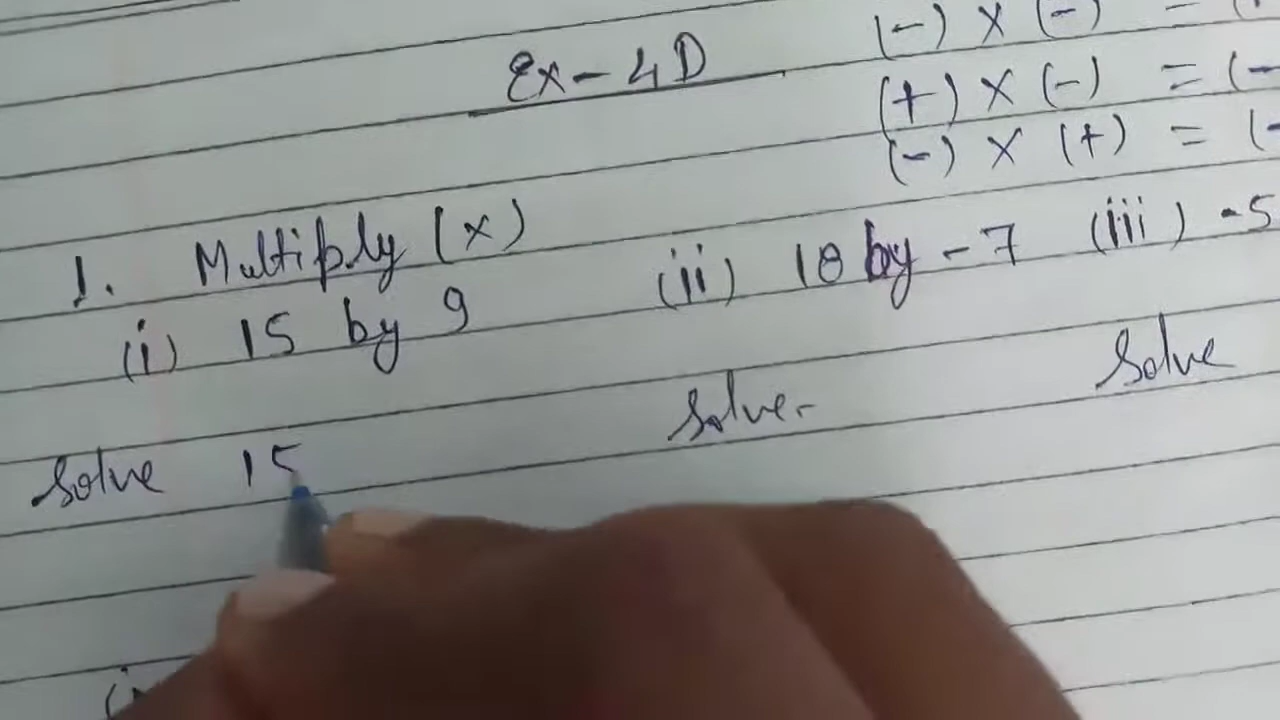 Ex-4D
(-) X (-) = (
(+) X (-) = (-
(-) X (+) = (-
1. Multiply (x)
(i) 15 by 9 (ii) 18 by -7 (iii) -5
Solve 15 Solve- Solve